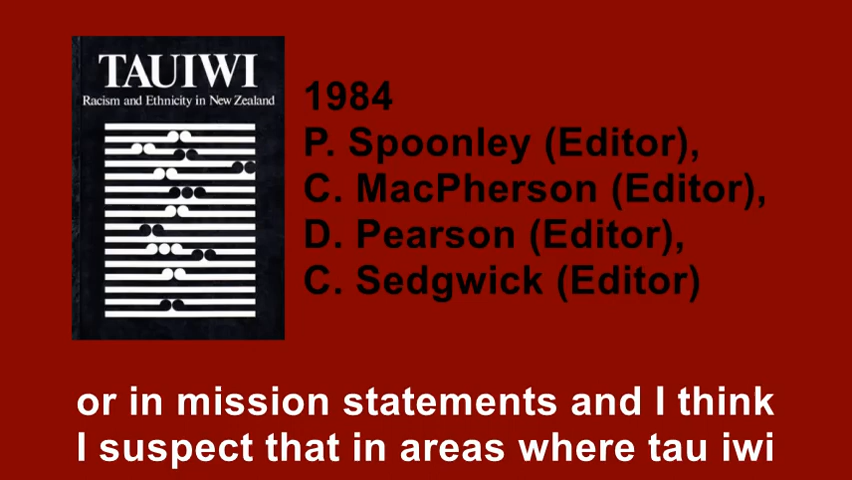 TAUIWI
Racism and Ethnicity in New Zealand
1984
P. Spoonley (Editor),
C. MacPherson (Editor),
D. Pearson (Editor),
C. Sedgwick (Editor)
or in mission statements and I think
I suspect that in areas where tau iwi